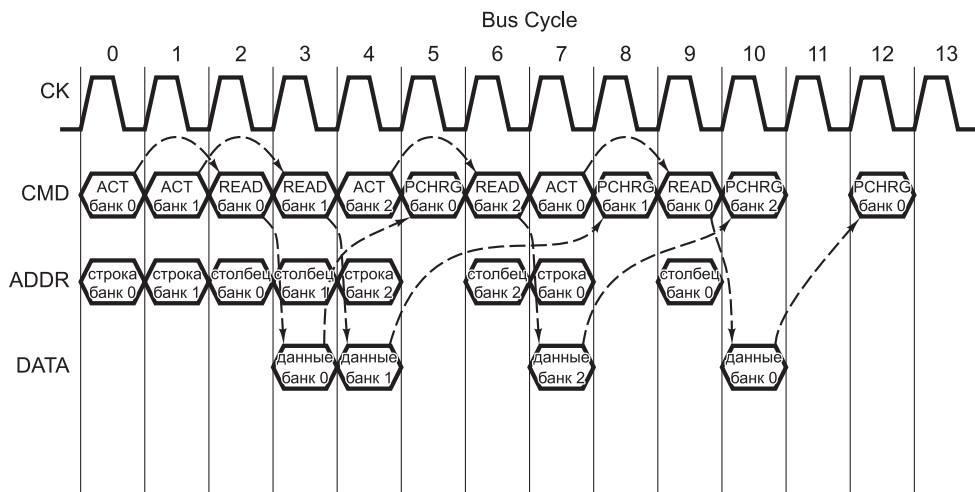 Bus Cycle
0 1 2 3 4 5 6 7 8 9 10 11 12 13
CK
CMD
ACT ACT READ READ ACT PCHRG READ ACT PCHRG READ PCHRG PCHRG
банк 0 банк 1 банк 0 банк 1 банк 2 банк 0 банк 2 банк 0 банк 1 банк 0 банк 2 банк 0
ADDR
строка строка столбец столбец строка столбец строка столбец
банк 0 банк 1 банк 0 банк 1 банк 2 банк 2 банк 0 банк 0
DATA
данные данные данные данные
банк 0 банк 1 банк 2 банк 0